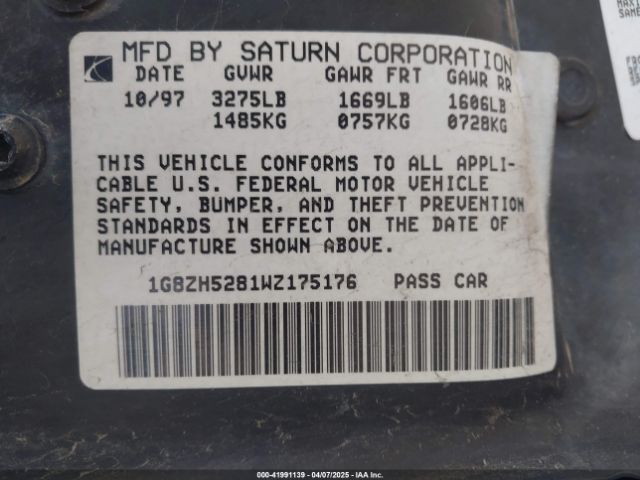 MFD BY SATURN CORPORATION
DATE GVWR GAWR FRT GAWR RR
10/97 3275LB 1669LB 1606LB
1485KG 0757KG 0728KG
THIS VEHICLE CONFORMS TO ALL APPLI-
CABLE U.S. FEDERAL MOTOR VEHICLE
SAFETY, BUMPER, AND THEFT PREVENTION
STANDARDS IN EFFECT ON THE DATE OF
MANUFACTURE SHOWN ABOVE.
1G8ZH5281WZ175176 PASS CAR
000-41991139 - 04/07/2025 - IAA Inc.